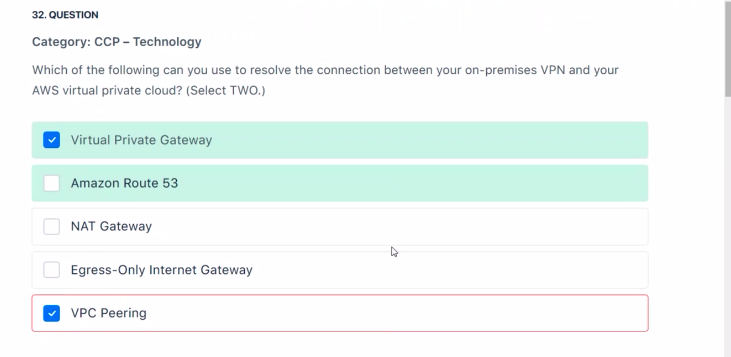 32. QUESTION
Category: CCP – Technology
Which of the following can you use to resolve the connection between your on-premises VPN and your
AWS virtual private cloud? (Select TWO.)
Virtual Private Gateway
Amazon Route 53
NAT Gateway
Egress-Only Internet Gateway
VPC Peering